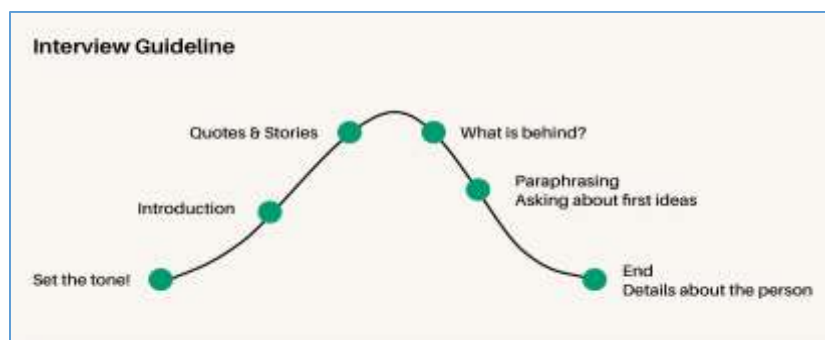 Interview Guideline
Quotes & Stories
What is behind?
Paraphrasing
Asking about first ideas
Introduction
Set the tone!
End
Details about the person